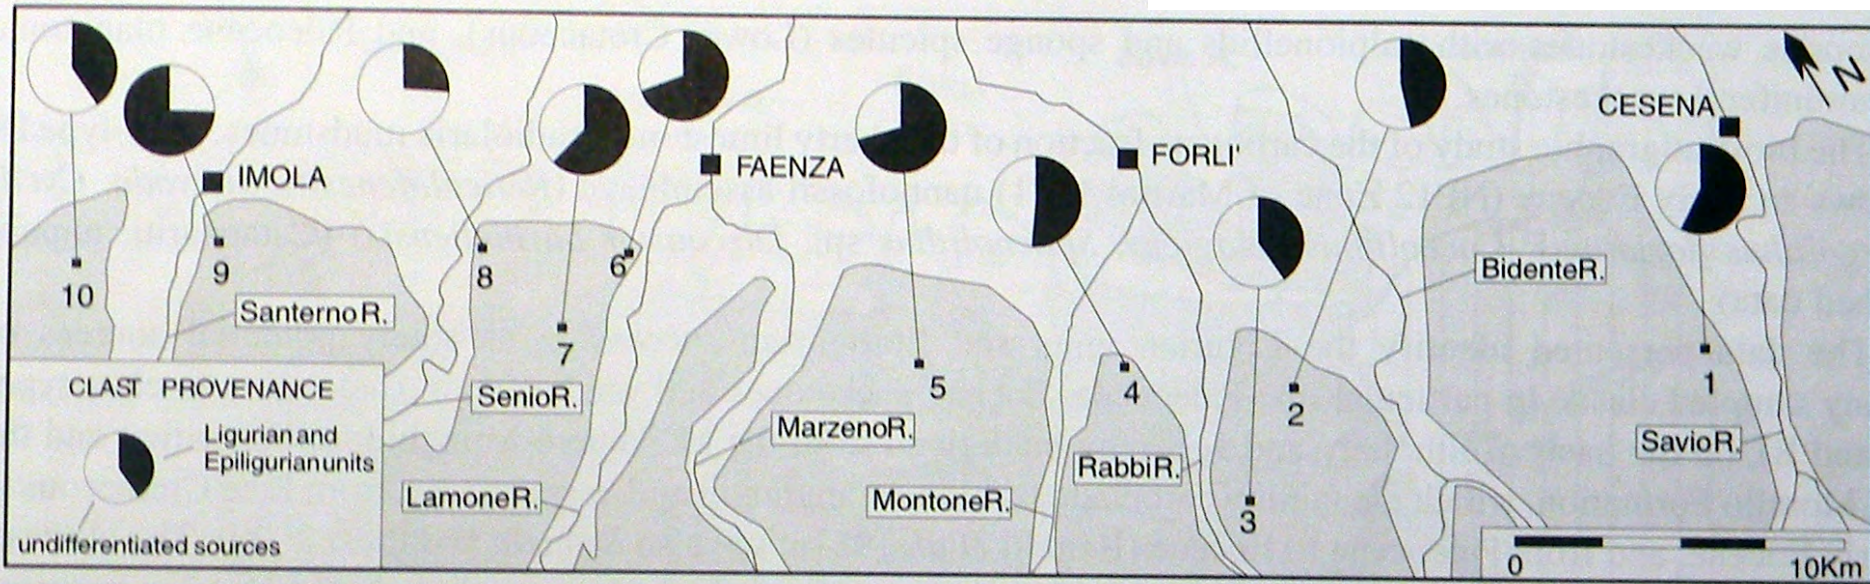 N
CESENA
IMOLA
FAENZA
FORLI'
10
9
8
6
7
5
4
3
2
1
Santerno R.
Senio R.
Lamone R.
Marzeno R.
Montone R.
Rabbi R.
Bidente R.
Savio R.
CLAST PROVENANCE
Ligurian and
Epiligurian units
undifferentiated sources
0 10Km